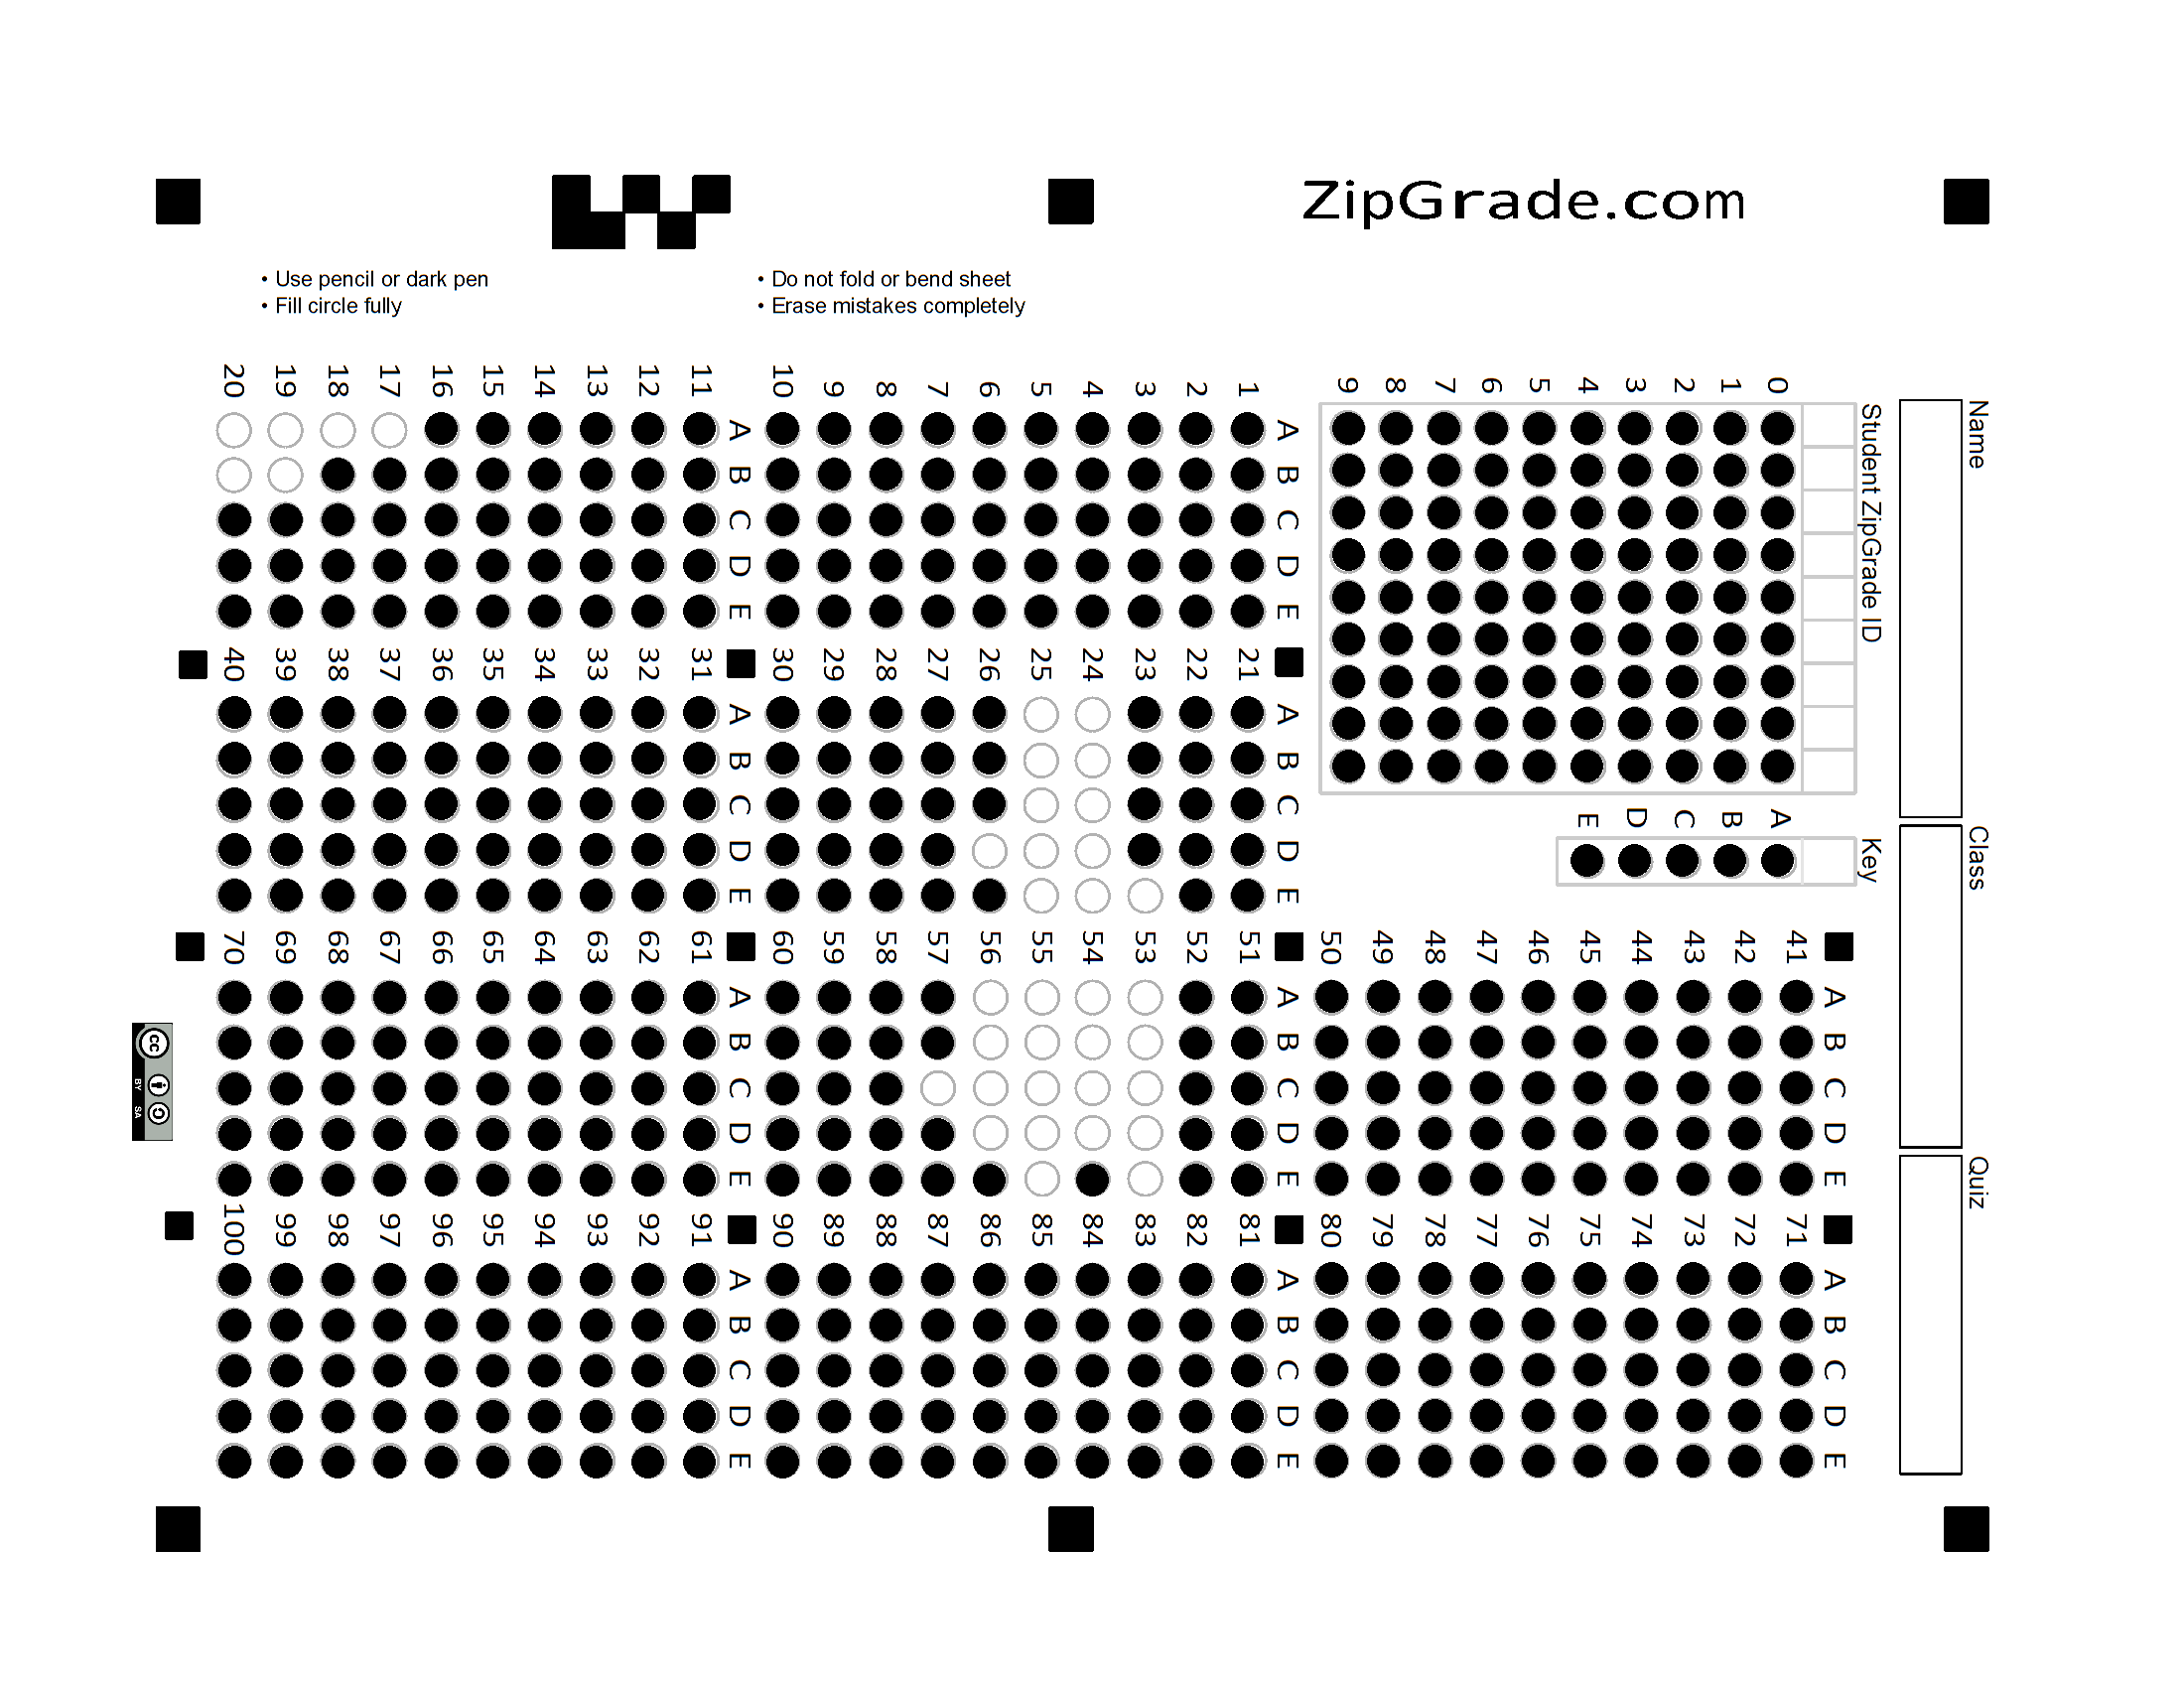 ZipGrade.com
• Use pencil or dark pen
• Fill circle fully
• Do not fold or bend sheet
• Erase mistakes completely
Name
Class
Quiz
Student ZipGrade ID
0 1 2 3 4 5 6 7 8 9
Key
A B C D E
A B C D E
1 2 3 4 5 6 7 8 9 10
A B C D E
11 12 13 14 15 16 17 18 19 20
A B C D E
21 22 23 24 25 26 27 28 29 30
A B C D E
31 32 33 34 35 36 37 38 39 40
A B C D E
41 42 43 44 45 46 47 48 49 50
A B C D E
51 52 53 54 55 56 57 58 59 60
A B C D E
61 62 63 64 65 66 67 68 69 70
A B C D E
71 72 73 74 75 76 77 78 79 80
A B C D E
81 82 83 84 85 86 87 88 89 90
A B C D E
91 92 93 94 95 96 97 98 99 100
A B C D E
cc BY SA